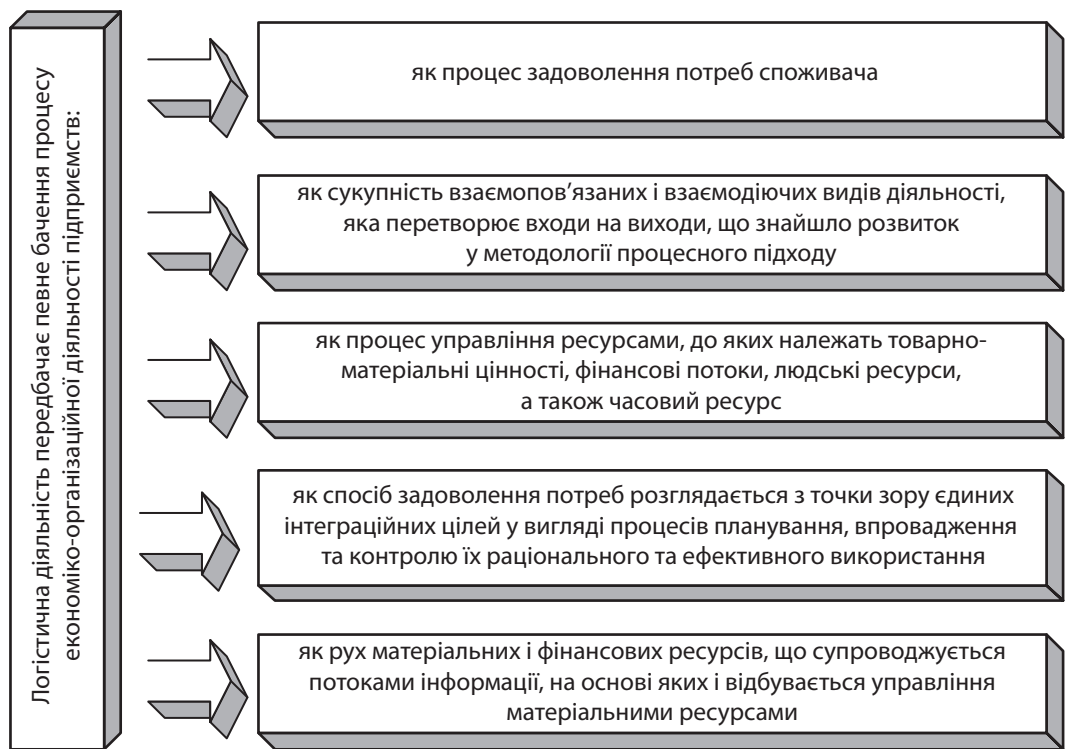 Логістична діяльність передбачає певне бачення процесу
економіко-організаційної діяльності підприємств:
як процес задоволення потреб споживача
як сукупність взаємопов’язаних і взаємодіючих видів діяльності,
яка перетворює входи на виходи, що знайшло розвиток
у методології процесного підходу
як процес управління ресурсами, до яких належать товарно-
матеріальні цінності, фінансові потоки, людські ресурси,
а також часовий ресурс
як спосіб задоволення потреб розглядається з точки зору єдиних
інтеграційних цілей у вигляді процесів планування, впровадження
та контролю їх раціонального та ефективного використання
як рух матеріальних і фінансових ресурсів, що супроводжується
потоками інформації, на основі яких і відбувається управління
матеріальними ресурсами